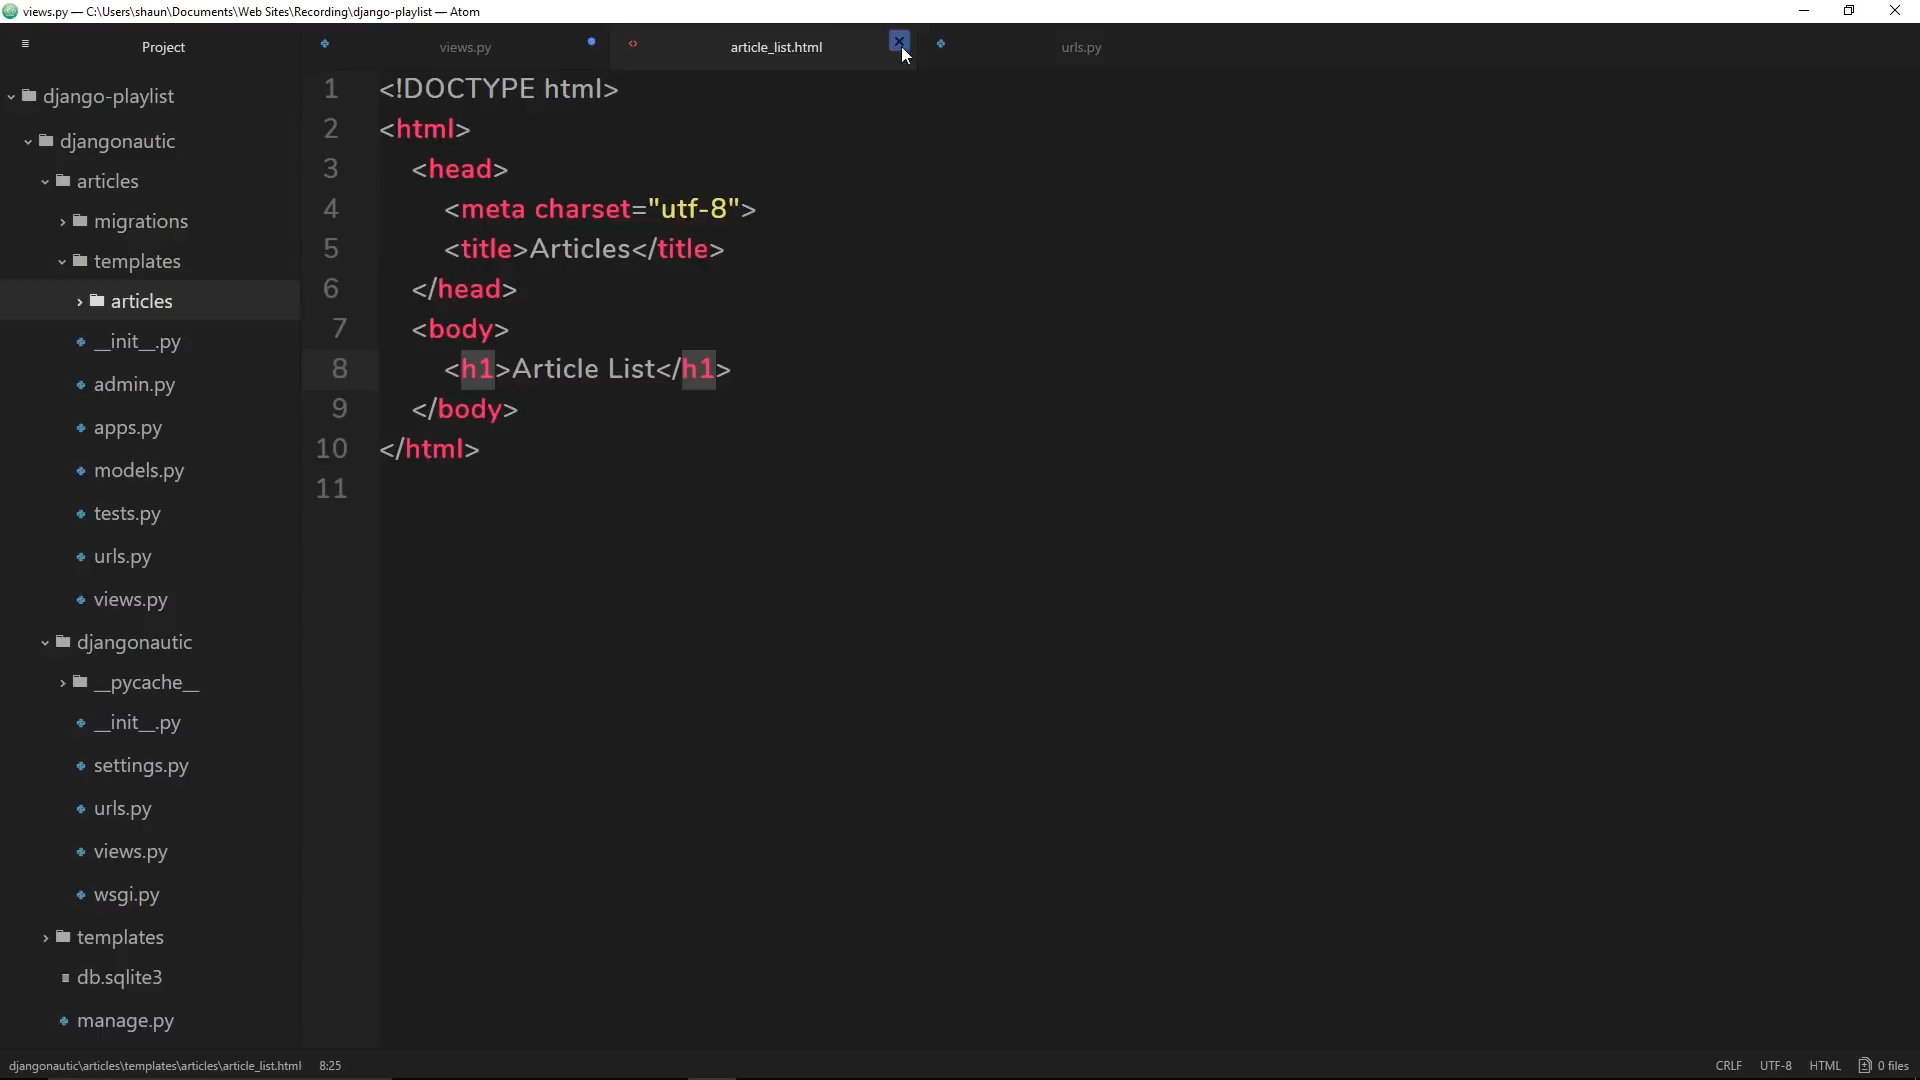 views.py — C:\Users\shaun\Documents\Web Sites\Recording\django-playlist — Atom
Project
views.py
article_list.html
urls.py
django-playlist
djangonautic
articles
migrations
templates
articles
__init__.py
admin.py
apps.py
models.py
tests.py
urls.py
views.py
djangonautic
__pycache__
__init__.py
settings.py
urls.py
views.py
wsgi.py
templates
db.sqlite3
manage.py
1 <!DOCTYPE html>
2 <html>
3 <head>
4 <meta charset="utf-8">
5 <title>Articles</title>
6 </head>
7 <body>
8 <h1>Article List</h1>
9 </body>
10 </html>
11
djangonautic\articles\templates\articles\article_list.html 8:25
CRLF UTF-8 HTML 0 files